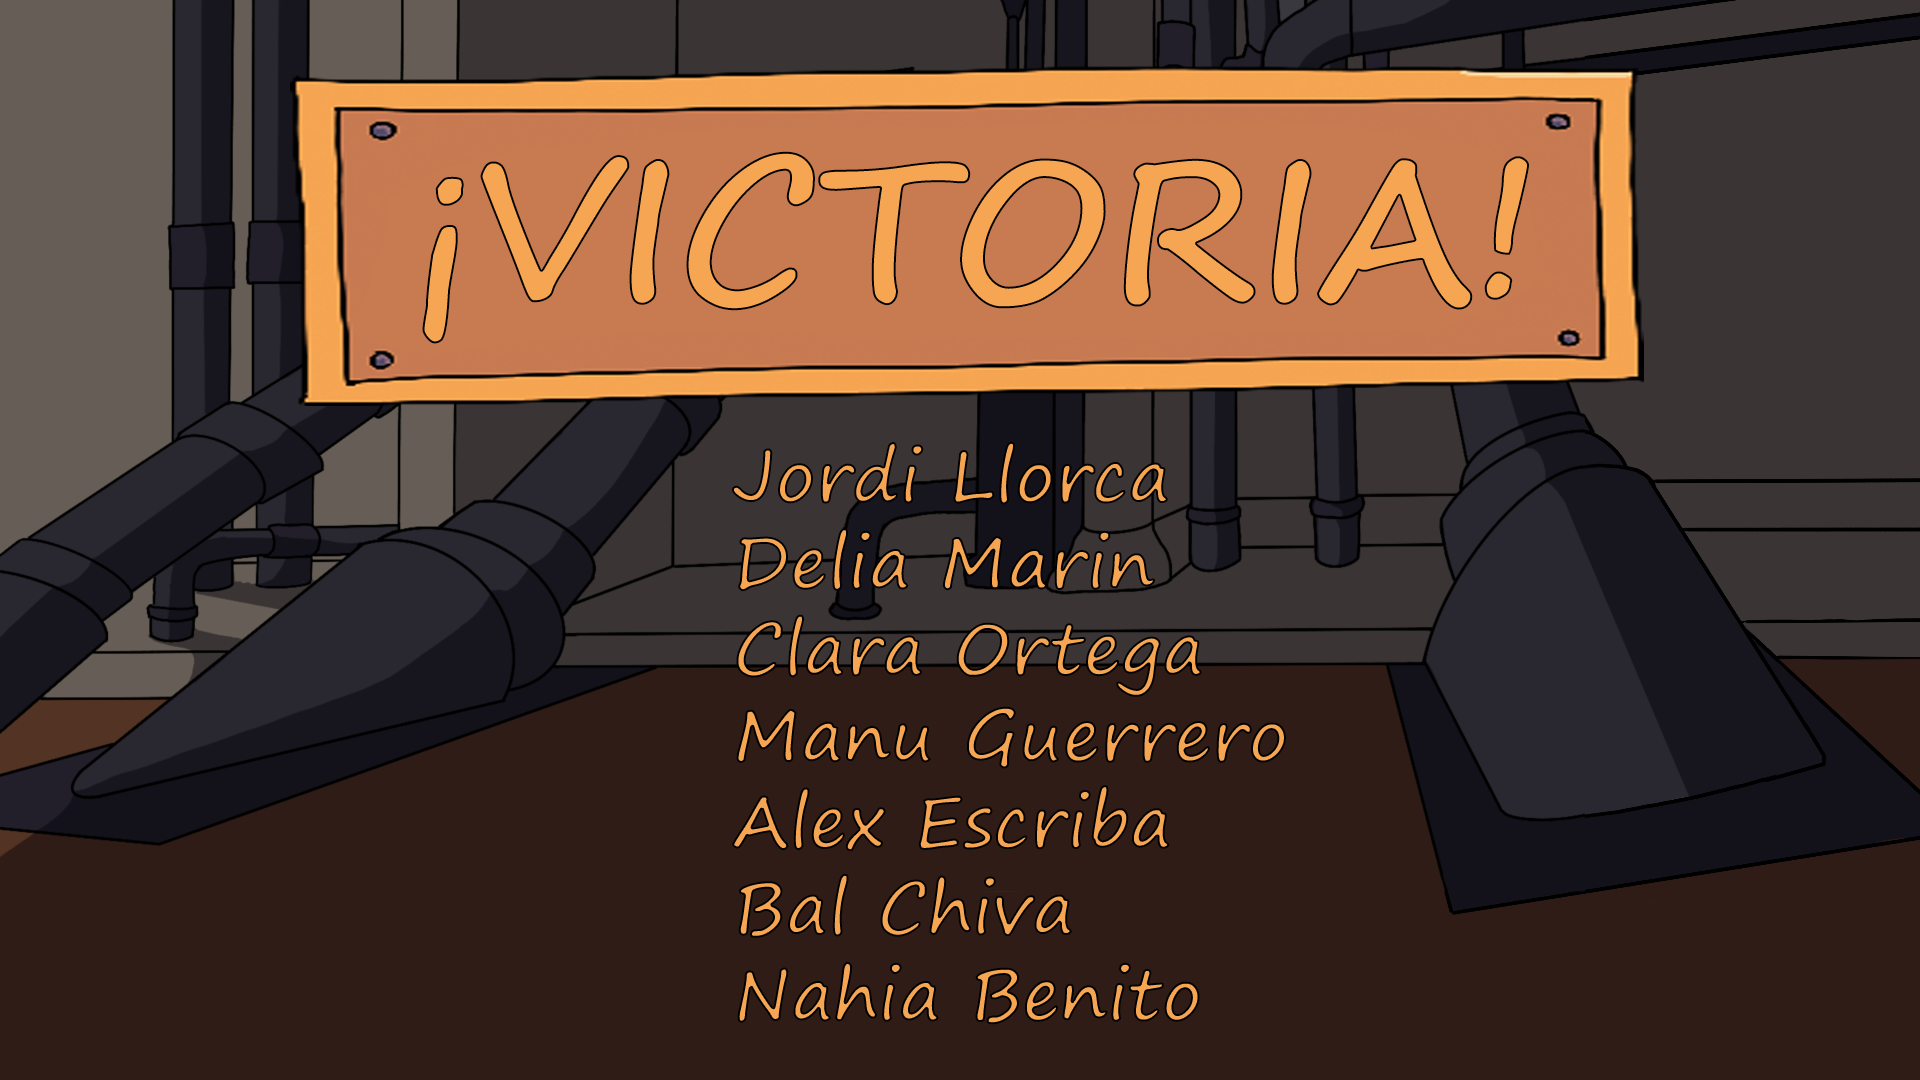 ¡VICTORIA!
Jordi Llorca
Delia Marin
Clara Ortega
Manu Guerrero
Alex Escriba
Bal Chiva
Nahia Benito